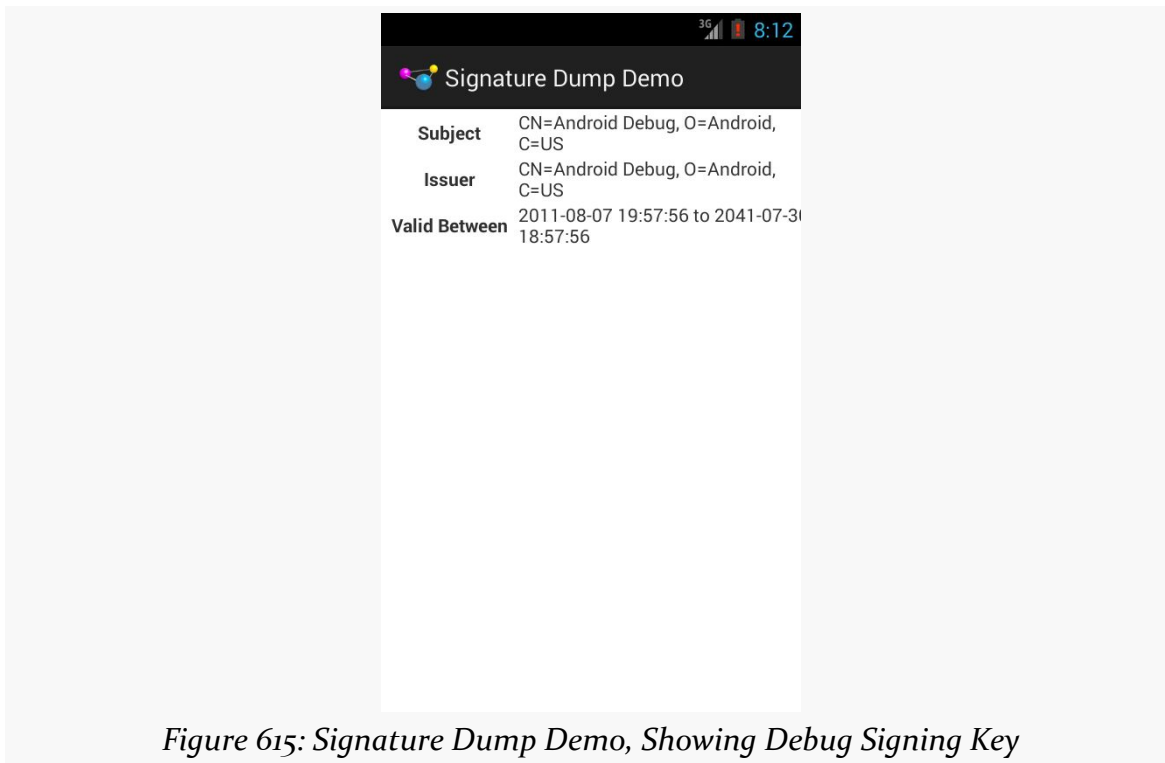 3G 8:12
Signature Dump Demo
Subject CN=Android Debug, O=Android,
C=US
Issuer CN=Android Debug, O=Android,
C=US
Valid Between 2011-08-07 19:57:56 to 2041-07-30
18:57:56
Figure 615: Signature Dump Demo, Showing Debug Signing Key